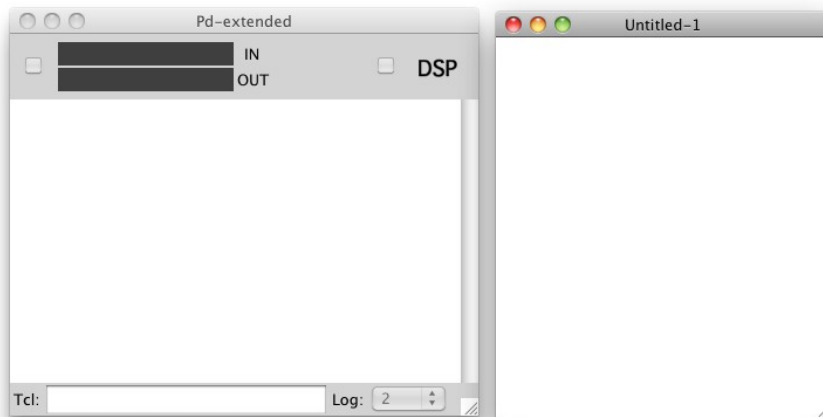 Pd-extended
IN
OUT
DSP
Tcl:
Log: 2
Untitled-1